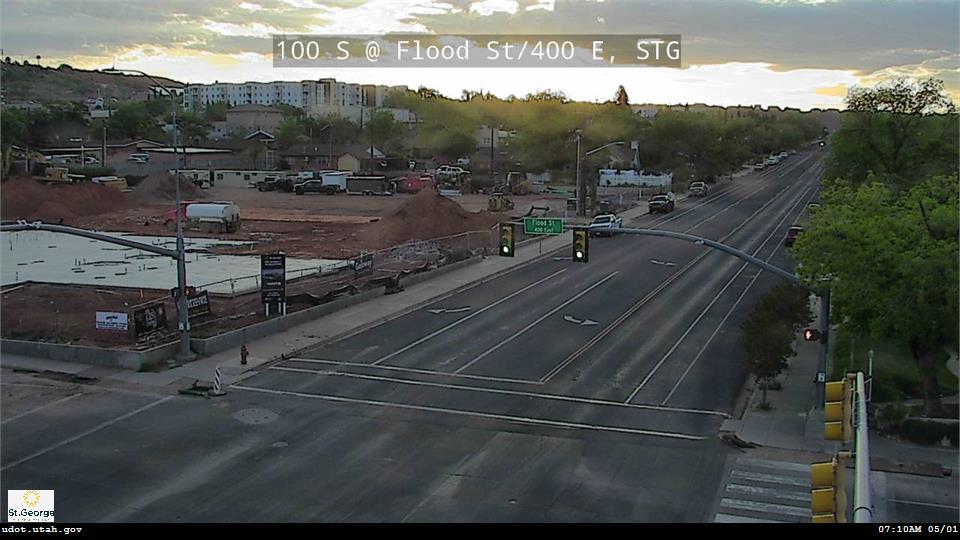 100 S @ Flood St/400 E, STG
Flood St
400 East
St.George
udot.utah.gov
07:10AM 05/01